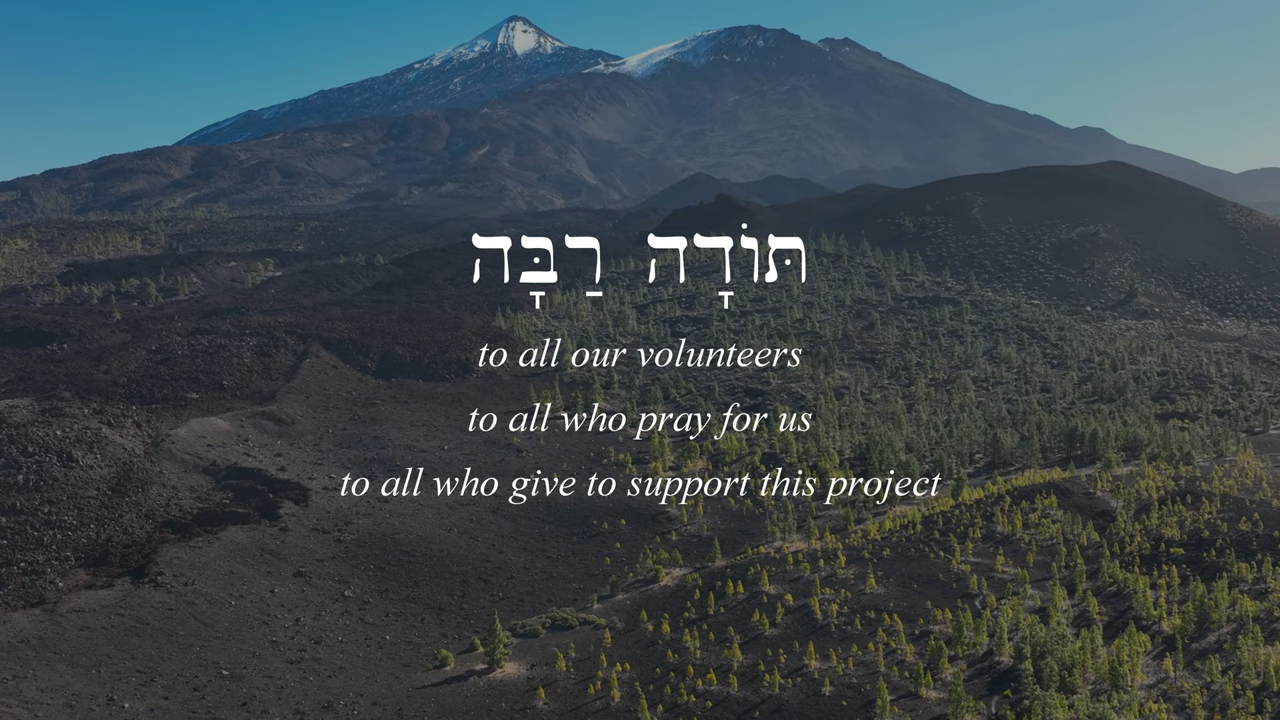 תּוֹדָה רַבָּה
to all our volunteers
to all who pray for us
to all who give to support this project